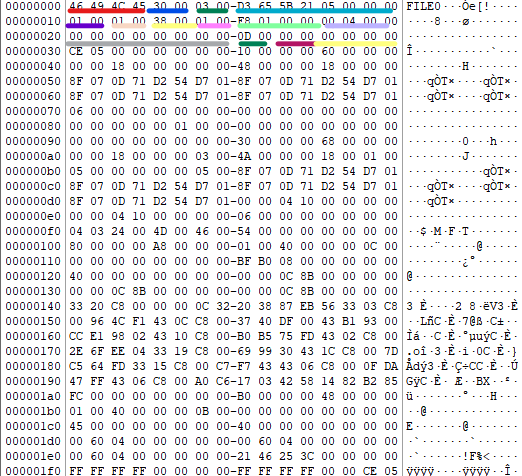 00000000 46 49 4C 45 30 00 03 00-D3 65 5B 21 05 00 00 00 FILE0···Óe[!····
00000010 01 00 01 00 38 00 01 00-F8 01 00 00 00 04 00 00 ····8···ø·······
00000020 00 00 00 00 00 00 00 00-0D 00 00 00 00 00 00 00 ················
00000030 CE 05 00 00 00 00 00 00-10 00 00 00 60 00 00 00 Î···········`···
00000040 00 00 18 00 00 00 00 00-48 00 00 00 18 00 00 00 ········H·······
00000050 8F 07 0D 71 D2 54 D7 01-8F 07 0D 71 D2 54 D7 01 ···qÒT×····qÒT×·
00000060 8F 07 0D 71 D2 54 D7 01-8F 07 0D 71 D2 54 D7 01 ···qÒT×····qÒT×·
00000070 06 00 00 00 00 00 00 00-00 00 00 00 00 00 00 00 ················
00000080 00 00 00 00 00 01 00 00-00 00 00 00 00 00 00 00 ················
00000090 00 00 00 00 00 00 00 00-30 00 00 00 68 00 00 00 ········0···h···
000000a0 00 00 18 00 00 00 03 00-4A 00 00 00 18 00 01 00 ········J·······
000000b0 05 00 00 00 00 00 05 00-8F 07 0D 71 D2 54 D7 01 ···········qÒT×·
000000c0 8F 07 0D 71 D2 54 D7 01-8F 07 0D 71 D2 54 D7 01 ···qÒT×····qÒT×·
000000d0 8F 07 0D 71 D2 54 D7 01-00 00 04 10 00 00 00 00 ···qÒT×·········
000000e0 00 00 04 10 00 00 00 00-06 00 00 00 00 00 00 00 ················
000000f0 04 03 24 00 4D 00 46 00-54 00 00 00 00 00 00 00 ··$·M·F·T·······
00000100 80 00 00 00 A8 00 00 00-01 00 40 00 00 00 0C 00 ····¨·····@·····
00000110 00 00 00 00 00 00 00 00-BF B0 08 00 00 00 00 00 ········¿°······
00000120 40 00 00 00 00 00 00 00-00 00 0C 8B 00 00 00 00 @···············
00000130 00 00 0C 8B 00 00 00 00-00 00 0C 8B 00 00 00 00 ················
00000140 33 20 C8 00 00 00 0C 32-20 38 87 EB 56 33 03 C8 3 È····2 8·ëV3·È
00000150 00 96 4C F1 43 0C C8 00-37 40 DF 00 43 B1 93 00 ··LñC·È·7@ß·C±··
00000160 CC E1 98 02 43 10 C8 00-B0 B5 75 FD 43 02 C8 00 Ìá··C·È·°µuýC·È·
00000170 2E 6F EE 04 33 19 C8 00-69 99 30 43 1C C8 00 7D .oî·3·È·i·0C·È·}
00000180 C5 64 FD 33 15 C8 00 C7-F7 43 43 06 C8 00 0F DA Ådý3·È·Ç÷CC·È··Ú
00000190 47 FF 43 06 C8 00 A0 C6-17 03 42 58 14 82 B2 85 GÿC·È· Æ··BX··²·
000001a0 FC 00 00 00 00 00 00 00-B0 00 00 00 48 00 00 00 ü·······°···H···
000001b0 01 00 40 00 00 00 0B 00-00 00 00 00 00 00 00 00 ··@·············
000001c0 45 00 00 00 00 00 00 00-40 00 00 00 00 00 00 00 E·······@·······
000001d0 00 60 04 00 00 00 00 00-00 60 04 00 00 00 00 00 ·`·······`······
000001e0 00 60 04 00 00 00 00 00-21 46 25 3C 00 00 00 00 ·`······!F%<····
000001f0 FF FF FF FF 00 00 00 00-FF FF FF FF 00 00 CE 05 ÿÿÿÿ····ÿÿÿÿ··Î·